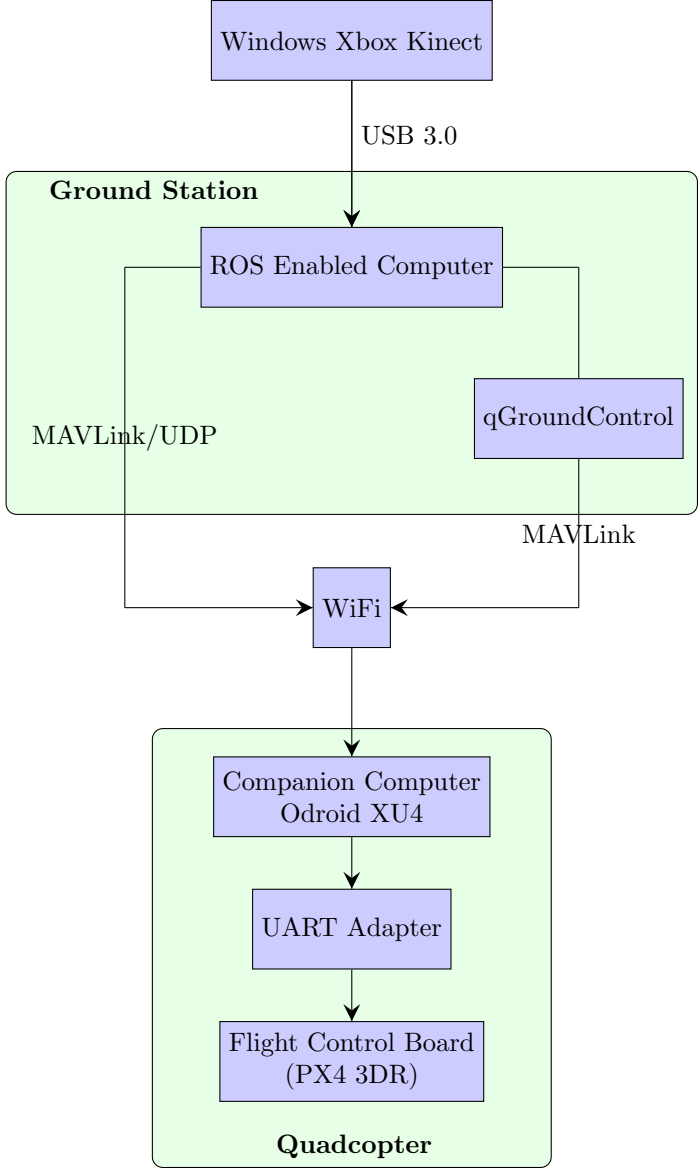 Windows Xbox Kinect
USB 3.0
Ground Station
ROS Enabled Computer
qGroundControl
MAVLink/UDP
MAVLink
WiFi
Companion Computer
Odroid XU4
UART Adapter
Flight Control Board
(PX4 3DR)
Quadcopter